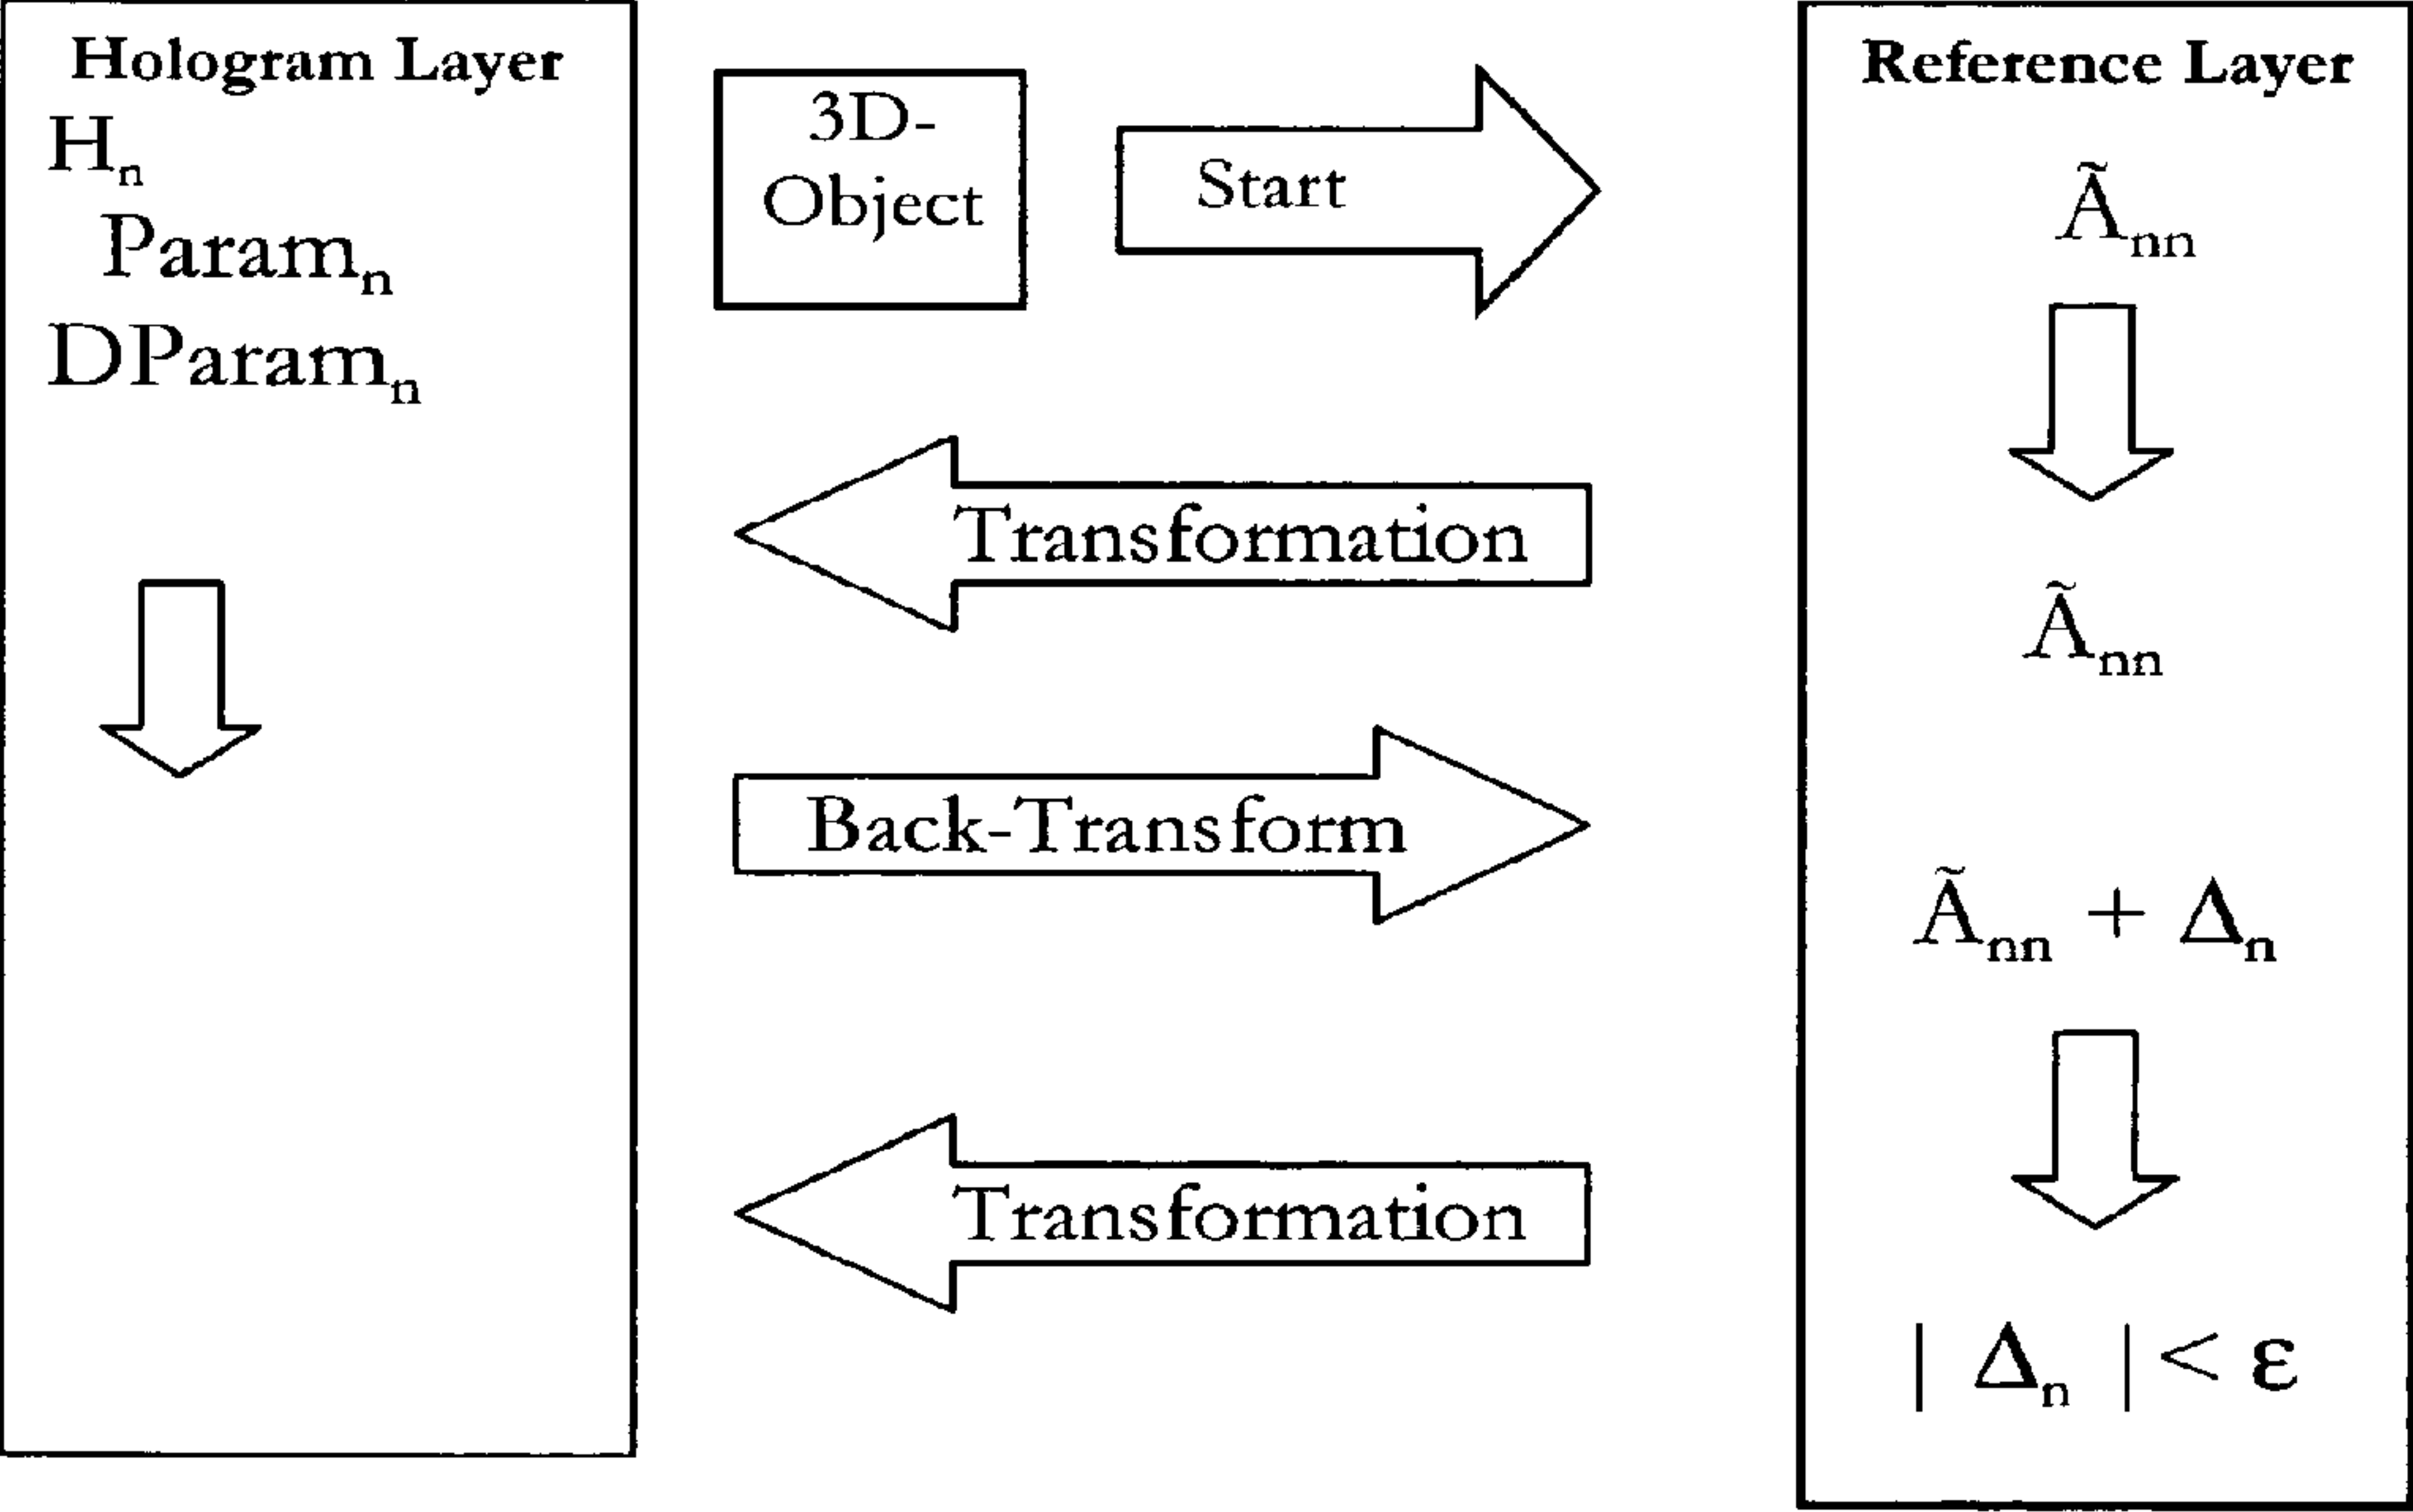 Hologram Layer
Hₙ
Paramₙ
DParamₙ
3D-
Object
Start
Transformation
Back-Transform
Transformation
Reference Layer
Ãₙₙ
Ãₙₙ
Ãₙₙ + Δₙ
| Δₙ | < ε